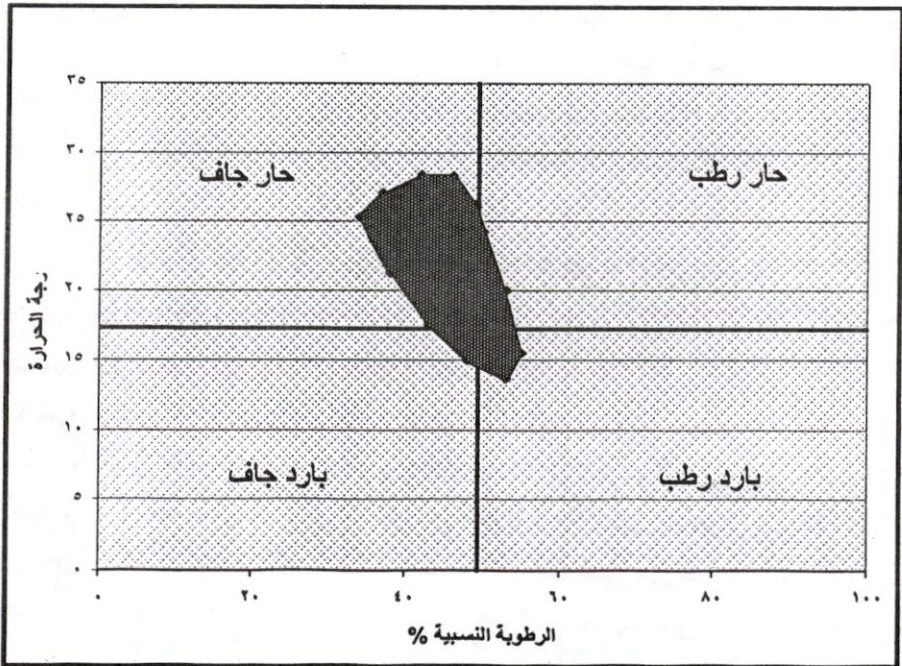 ٣٥
٣٠
حار جاف
حار رطب
٢٥
٢٠
١٥
١٠
بارد جاف
بارد رطب
٥
٠
رجة الحرارة
٠ ٢٠ ٤٠ ٦٠ ٨٠ ١٠٠
الرطوبة النسبية %